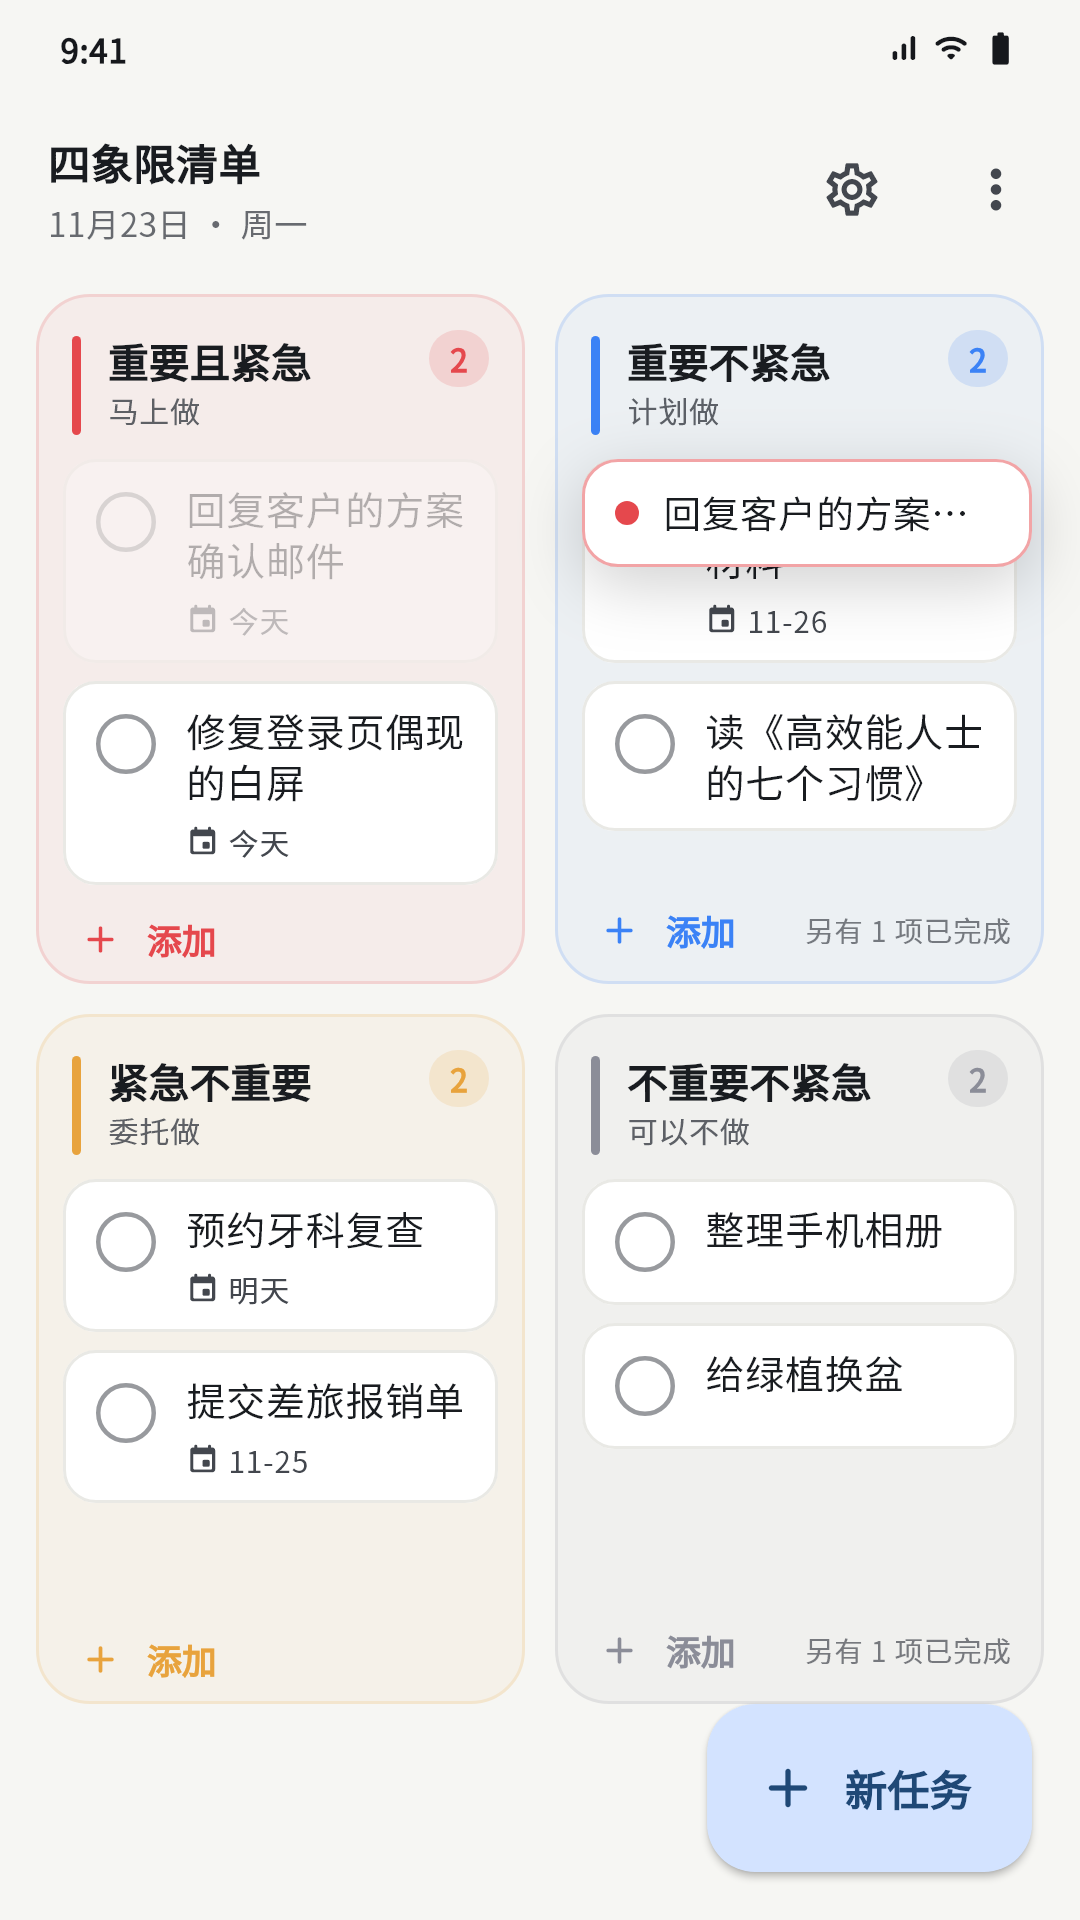 9:41
四象限清单
11月23日 · 周一
重要且紧急
2
马上做
回复客户的方案
确认邮件
今天
修复登录页偶现
的白屏
今天
添加
重要不紧急
2
计划做
回复客户的方案…
材料
11-26
读《高效能人士
的七个习惯》
添加
另有 1 项已完成
紧急不重要
2
委托做
预约牙科复查
明天
提交差旅报销单
11-25
添加
不重要不紧急
2
可以不做
整理手机相册
给绿植换盆
添加
另有 1 项已完成
新任务